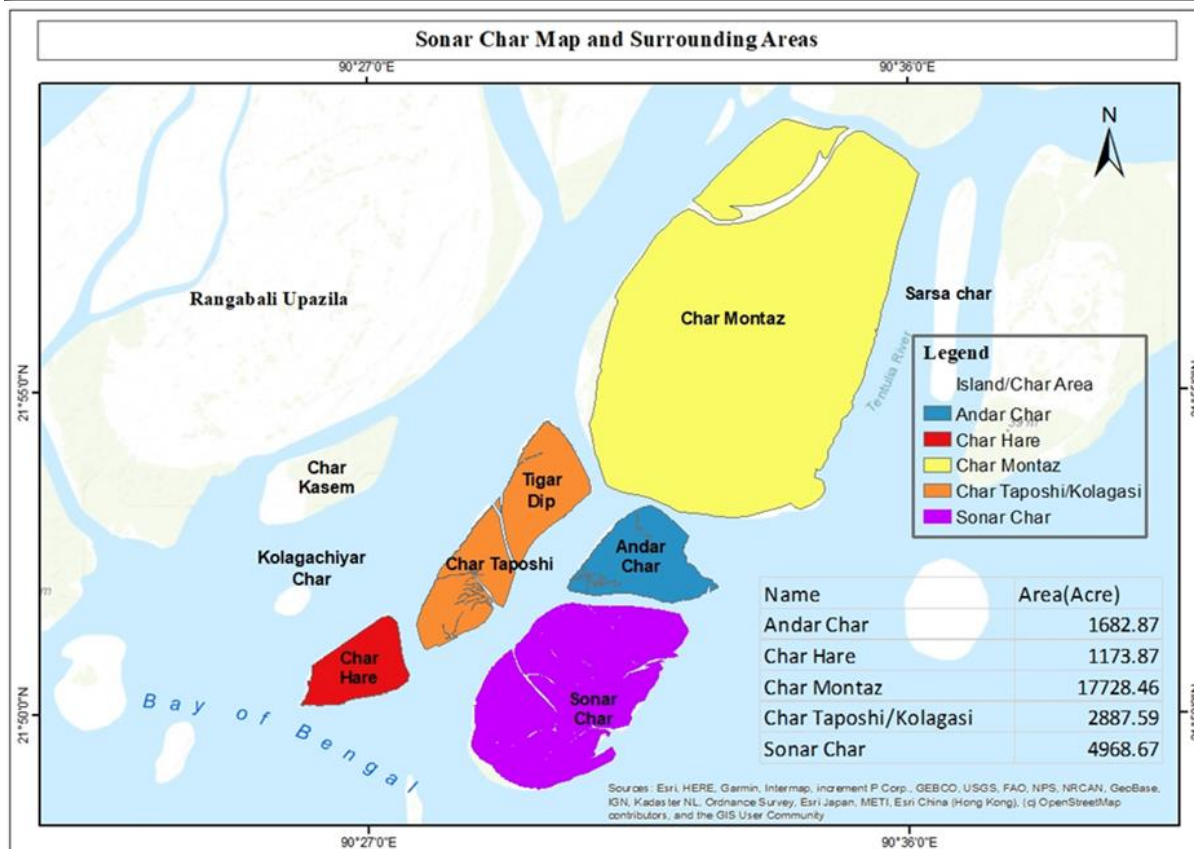 Sonar Char Map and Surrounding Areas
90°27'0"E
90°36'0"E
N
Rangabali Upazila
Char Montaz
Sarsa char
Tentulia River
Legend
Island/Char Area
Andar Char
Char Hare
Char Montaz
Char Taposhi/Kolagasi
Sonar Char
39 m
21°55'0"N
Char
Kasem
Tigar
Dip
Kolagachiyar
Char
Char Taposhi
Andar
Char
Char
Hare
Sonar
Char
21°50'0"N
Bay of Bengal
Name Area(Acre)
Andar Char 1682.87
Char Hare 1173.87
Char Montaz 17728.46
Char Taposhi/Kolagasi 2887.59
Sonar Char 4968.67
Sources: Esri, HERE, Garmin, Intermap, increment P Corp., GEBCO, USGS, FAO, NPS, NRCAN, GeoBase,
IGN, Kadaster NL, Ordnance Survey, Esri Japan, METI, Esri China (Hong Kong), (c) OpenStreetMap
contributors, and the GIS User Community
90°27'0"E
90°36'0"E